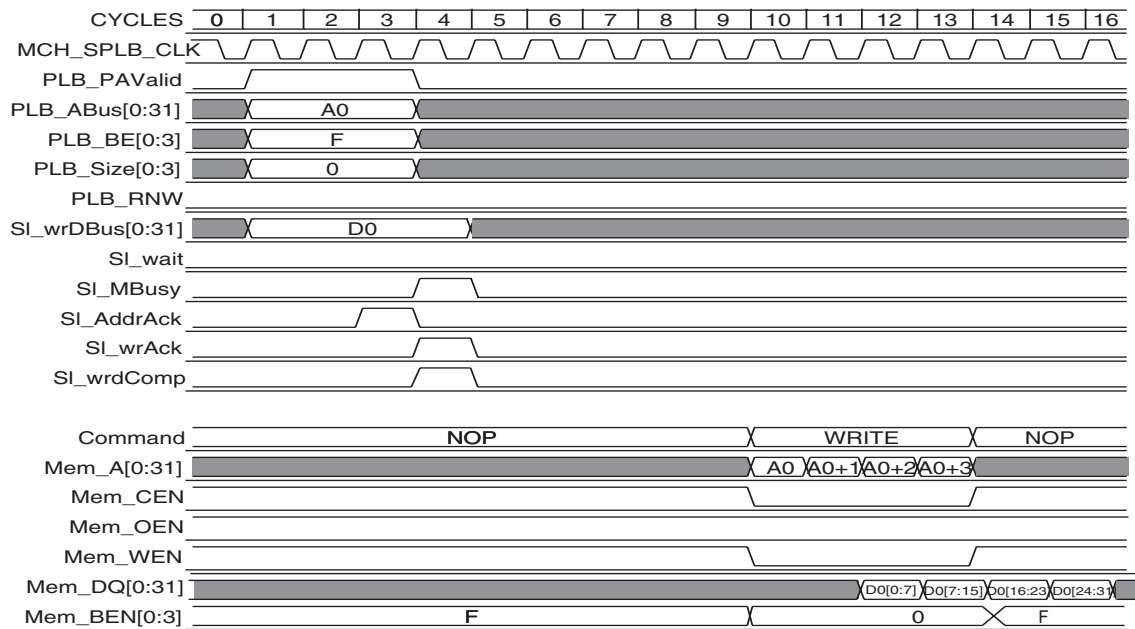 CYCLES 0 1 2 3 4 5 6 7 8 9 10 11 12 13 14 15 16
MCH_SPLB_CLK
PLB_PAValid
PLB_ABus[0:31] A0
PLB_BE[0:3] F
PLB_Size[0:3] 0
PLB_RNW
Sl_wrDBus[0:31] D0
Sl_wait
Sl_MBusy
Sl_AddrAck
Sl_wrAck
Sl_wrdComp
Command NOP WRITE NOP
Mem_A[0:31] A0 A0+1 A0+2 A0+3
Mem_CEN
Mem_OEN
Mem_WEN
Mem_DQ[0:31] D0[0:7] D0[7:15] D0[16:23] D0[24:31]
Mem_BEN[0:3] F 0 F